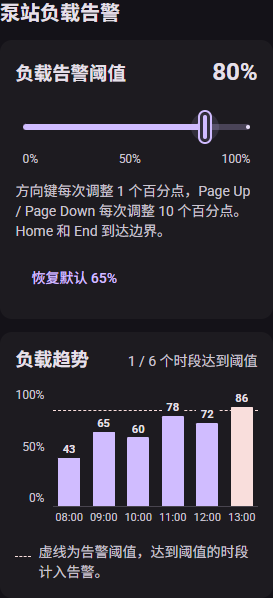 泵站负载告警
负载告警阈值 80%
0% 50% 100%
方向键每次调整 1 个百分点，Page Up
/ Page Down 每次调整 10 个百分点。
Home 和 End 到达边界。
恢复默认 65%
负载趋势 1 / 6 个时段达到阈值
100%
50%
0%
43 65 60 78 72 86
08:00 09:00 10:00 11:00 12:00 13:00
虚线为告警阈值，达到阈值的时段
计入告警。